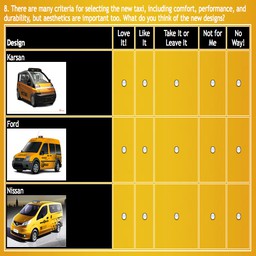 8. There are many criteria for selecting the new taxi, including comfort, performance, and
durability, but aesthetics are important too. What do you think of the new designs?
Design Love It! Like It Take It or Leave It Not for Me No Way!
Karsan
Ford
Nissan